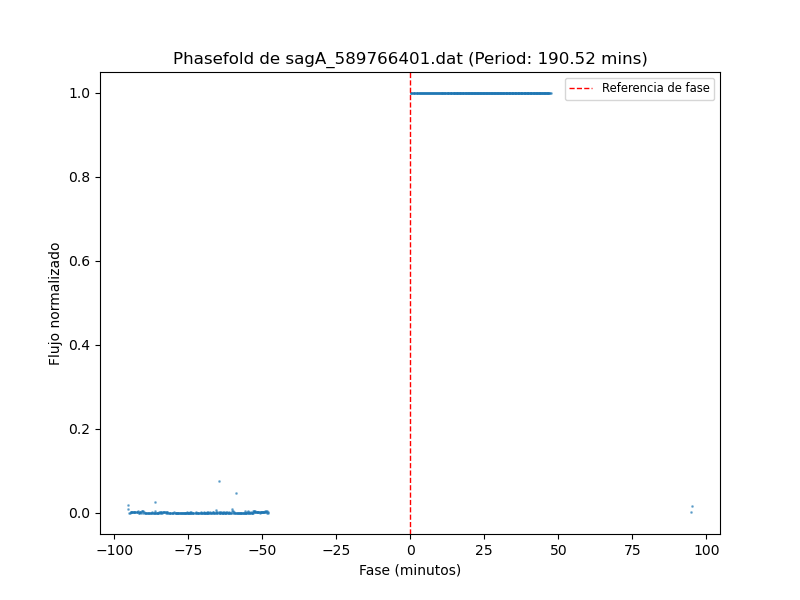 Phasefold de sagA_589766401.dat (Period: 190.52 mins)
Referencia de fase
Flujo normalizado
1.0
0.8
0.6
0.4
0.2
0.0
−100 −75 −50 −25 0 25 50 75 100
Fase (minutos)